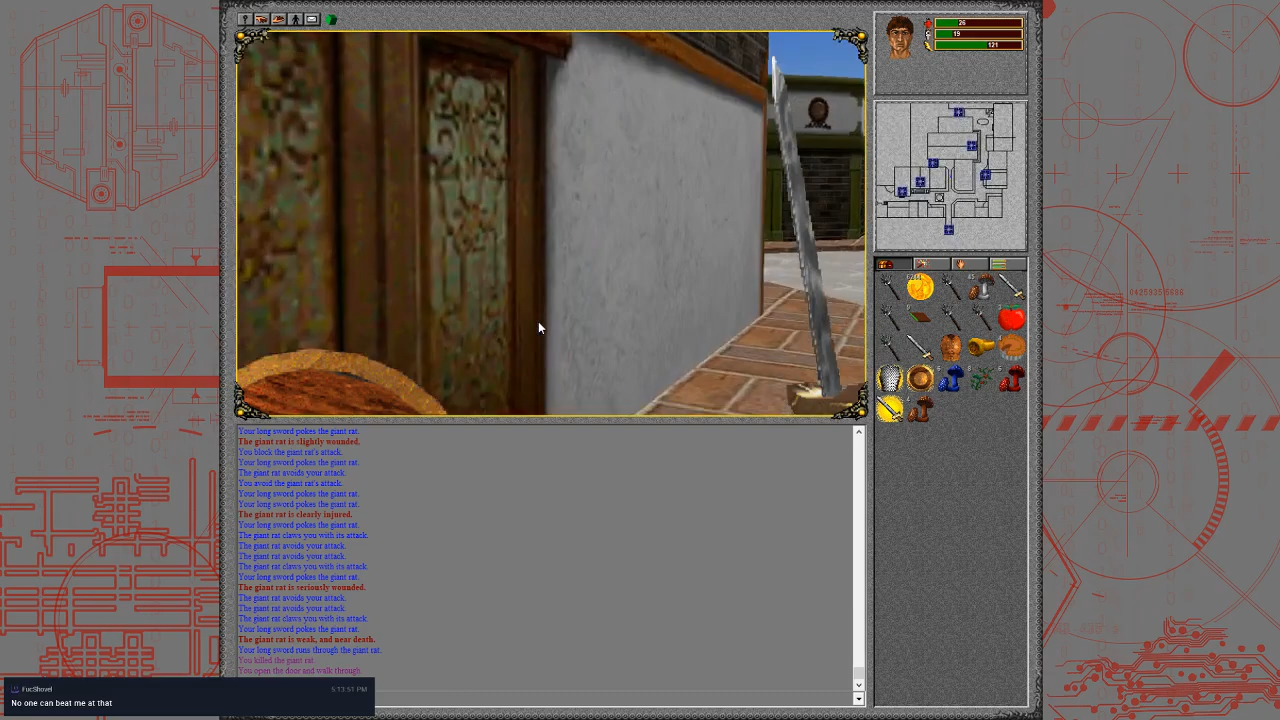 26
19
121
45
Your long sword pokes the giant rat.
The giant rat is slightly wounded.
You block the giant rat's attack.
Your long sword pokes the giant rat.
The giant rat avoids your attack.
You avoid the giant rat's attack.
Your long sword pokes the giant rat.
Your long sword pokes the giant rat.
The giant rat is clearly injured.
Your long sword pokes the giant rat.
The giant rat claws you with its attack.
The giant rat avoids your attack.
The giant rat avoids your attack.
The giant rat claws you with its attack.
Your long sword pokes the giant rat.
The giant rat is seriously wounded.
The giant rat avoids your attack.
The giant rat avoids your attack.
The giant rat claws you with its attack.
Your long sword pokes the giant rat.
The giant rat is weak, and near death.
Your long sword runs through the giant rat.
You killed the giant rat.
You open the door and walk through.
FucShovel 5:13:51 PM
No one can beat me at that